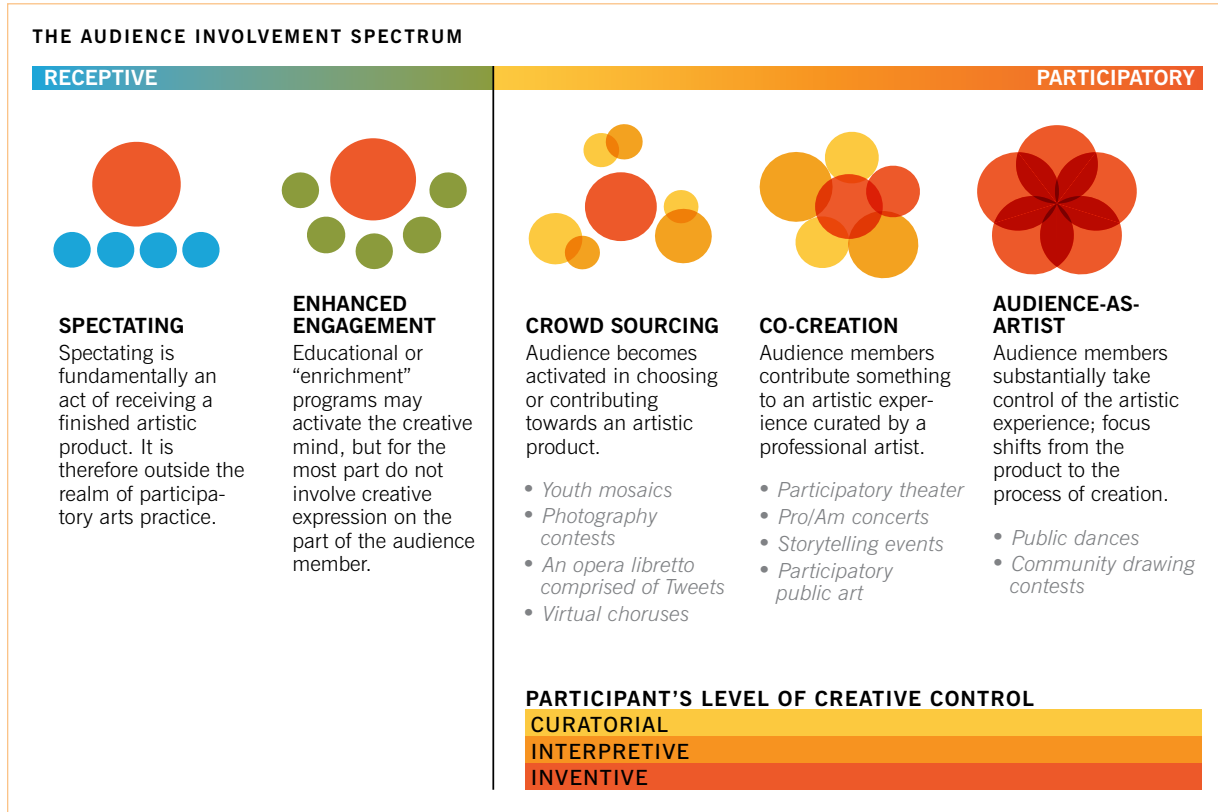 THE AUDIENCE INVOLVEMENT SPECTRUM
RECEPTIVE
PARTICIPATORY
SPECTATING
Spectating is
fundamentally an
act of receiving a
finished artistic
product. It is
therefore outside the
realm of participa-
tory arts practice.
ENHANCED
ENGAGEMENT
Educational or
“enrichment”
programs may
activate the creative
mind, but for the
most part do not
involve creative
expression on the
part of the audience
member.
CROWD SOURCING
Audience becomes
activated in choosing
or contributing
towards an artistic
product.
• Youth mosaics
• Photography
contests
• An opera libretto
comprised of Tweets
• Virtual choruses
CO-CREATION
Audience members
contribute something
to an artistic exper-
ience curated by a
professional artist.
• Participatory theater
• Pro/Am concerts
• Storytelling events
• Participatory
public art
AUDIENCE-AS-
ARTIST
Audience members
substantially take
control of the artistic
experience; focus
shifts from the
product to the
process of creation.
• Public dances
• Community drawing
contests
PARTICIPANT’S LEVEL OF CREATIVE CONTROL
CURATORIAL
INTERPRETIVE
INVENTIVE